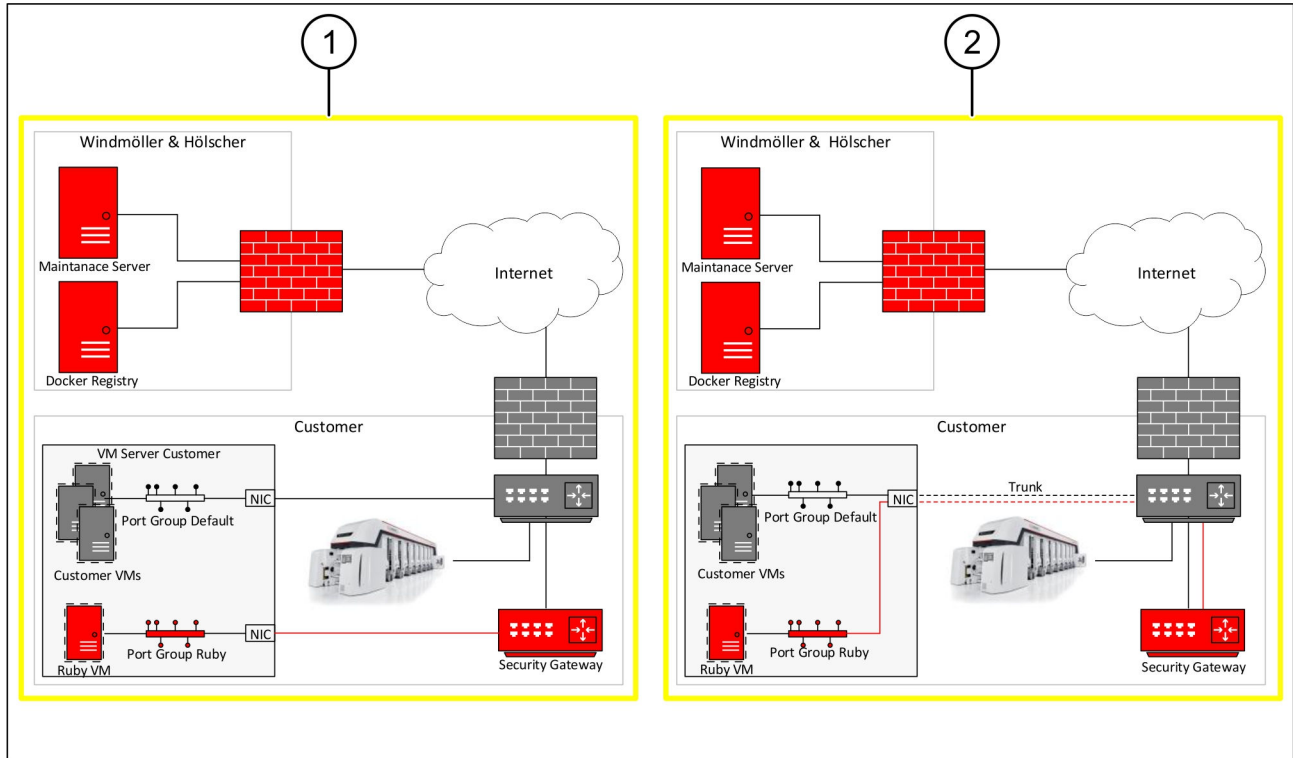 1
Windmöller & Hölscher
Maintanace Server
Docker Registry
Internet
Customer
VM Server Customer
NIC
Port Group Default
Customer VMs
NIC
Port Group Ruby
Ruby VM
Security Gateway
2
Windmöller & Hölscher
Maintanace Server
Docker Registry
Internet
Customer
NIC
Trunk
Port Group Default
Customer VMs
Port Group Ruby
Ruby VM
Security Gateway